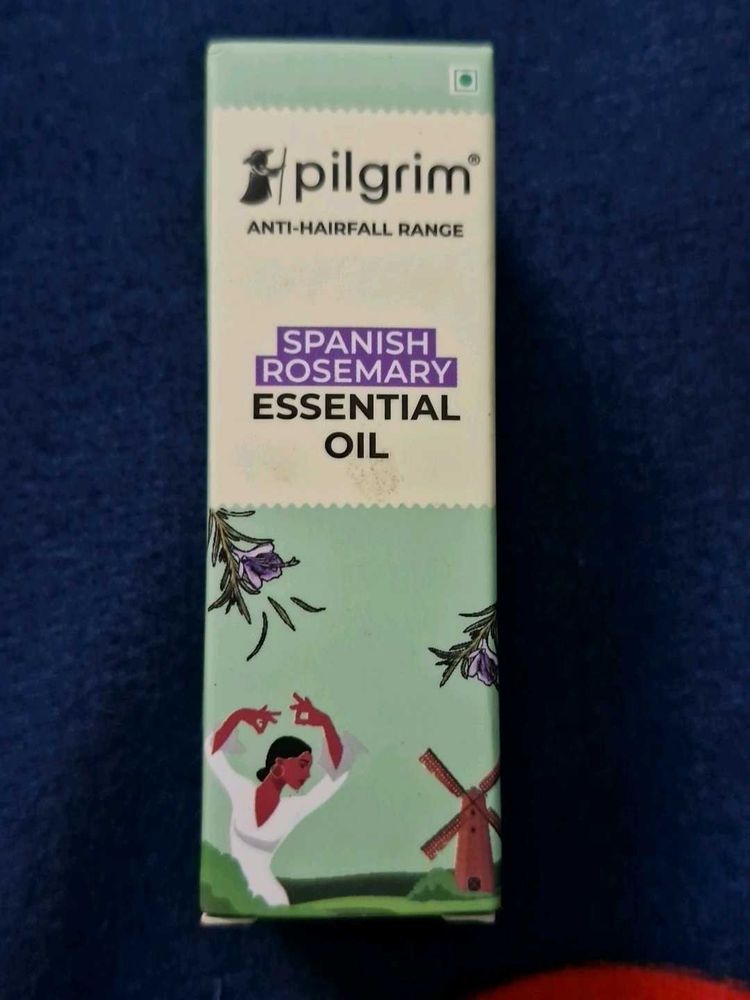 pilgrim®
ANTI-HAIRFALL RANGE
SPANISH
ROSEMARY
ESSENTIAL
OIL